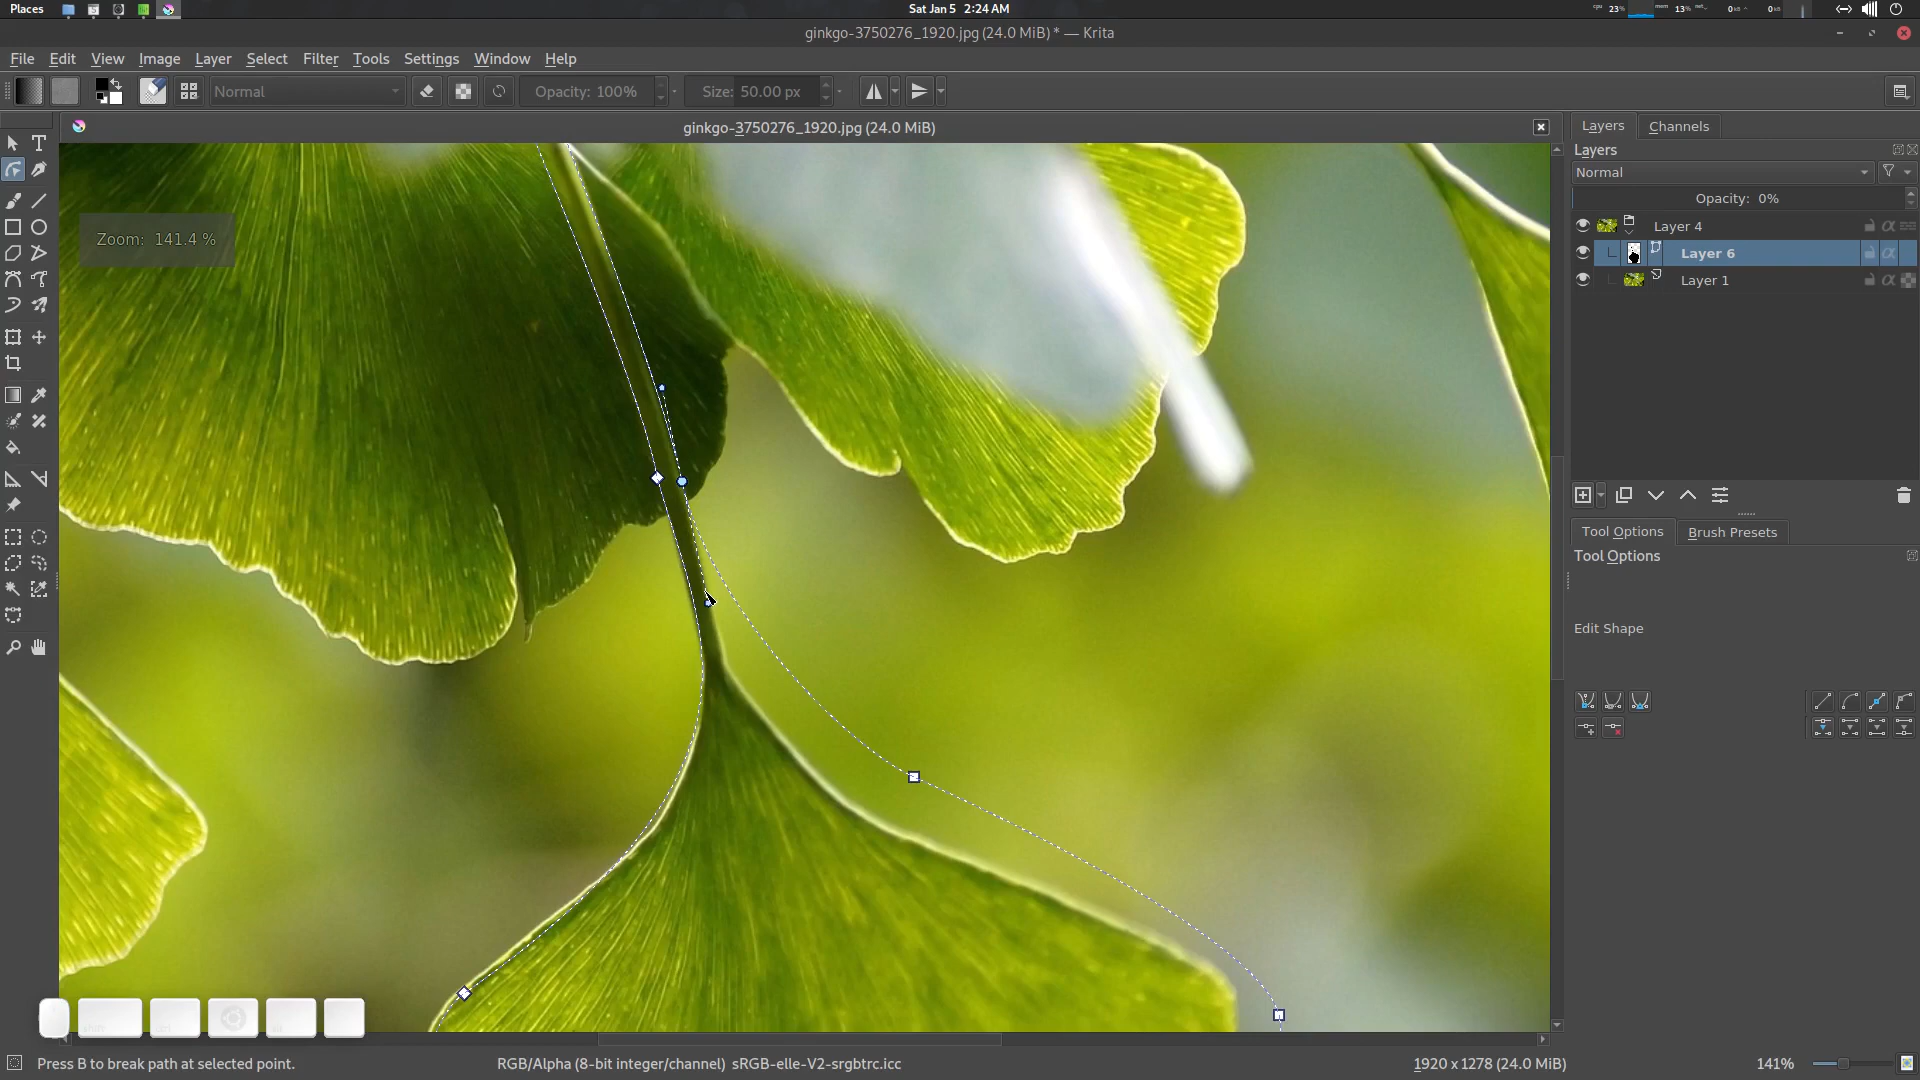 Places
Sat Jan 5 2:24 AM
23%
13%
ginkgo-3750276_1920.jpg (24.0 MiB) * — Krita
File Edit View Image Layer Select Filter Tools Settings Window Help
Normal
Opacity: 100%
Size: 50.00 px
ginkgo-3750276_1920.jpg (24.0 MiB)
Layers Channels
Layers
Normal
Opacity: 0%
Layer 4
Layer 6
Layer 1
Zoom: 141.4 %
Tool Options Brush Presets
Tool Options
Edit Shape
Press B to break path at selected point.
RGB/Alpha (8-bit integer/channel) sRGB-elle-V2-srgbtrc.icc
1920 x 1278 (24.0 MiB)
141%